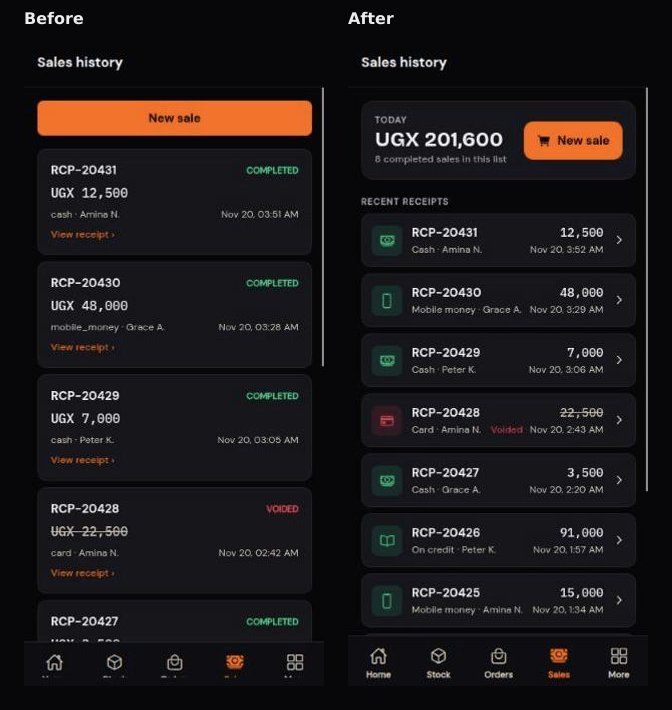 Before
Sales history
New sale
RCP-20431 COMPLETED
UGX 12,500
cash · Amina N. Nov 20, 03:51 AM
View receipt ›
RCP-20430 COMPLETED
UGX 48,000
mobile_money · Grace A. Nov 20, 03:28 AM
View receipt ›
RCP-20429 COMPLETED
UGX 7,000
cash · Peter K. Nov 20, 03:05 AM
View receipt ›
RCP-20428 VOIDED
UGX 22,500
card · Amina N. Nov 20, 02:42 AM
View receipt ›
RCP-20427 COMPLETED
After
Sales history
TODAY
UGX 201,600
8 completed sales in this list
New sale
RECENT RECEIPTS
RCP-20431 12,500
Cash · Amina N. Nov 20, 3:52 AM
RCP-20430 48,000
Mobile money · Grace A. Nov 20, 3:29 AM
RCP-20429 7,000
Cash · Peter K. Nov 20, 3:06 AM
RCP-20428 22,500
Card · Amina N. Voided Nov 20, 2:43 AM
RCP-20427 3,500
Cash · Grace A. Nov 20, 2:20 AM
RCP-20426 91,000
On credit · Peter K. Nov 20, 1:57 AM
RCP-20425 15,000
Mobile money · Amina N. Nov 20, 1:34 AM
Home Stock Orders Sales More